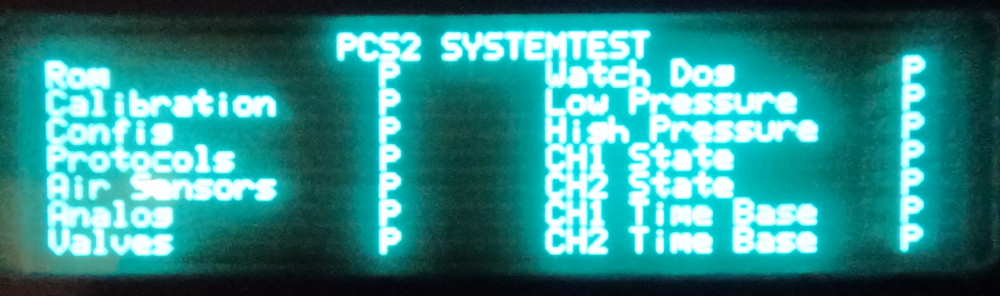 PCS2 SYSTEMTEST
Rom P Watch Dog P
Calibration P Low Pressure P
Config P High Pressure P
Protocols P CH1 State P
Air Sensors P CH2 State P
Analog P CH1 Time Base P
Valves P CH2 Time Base P